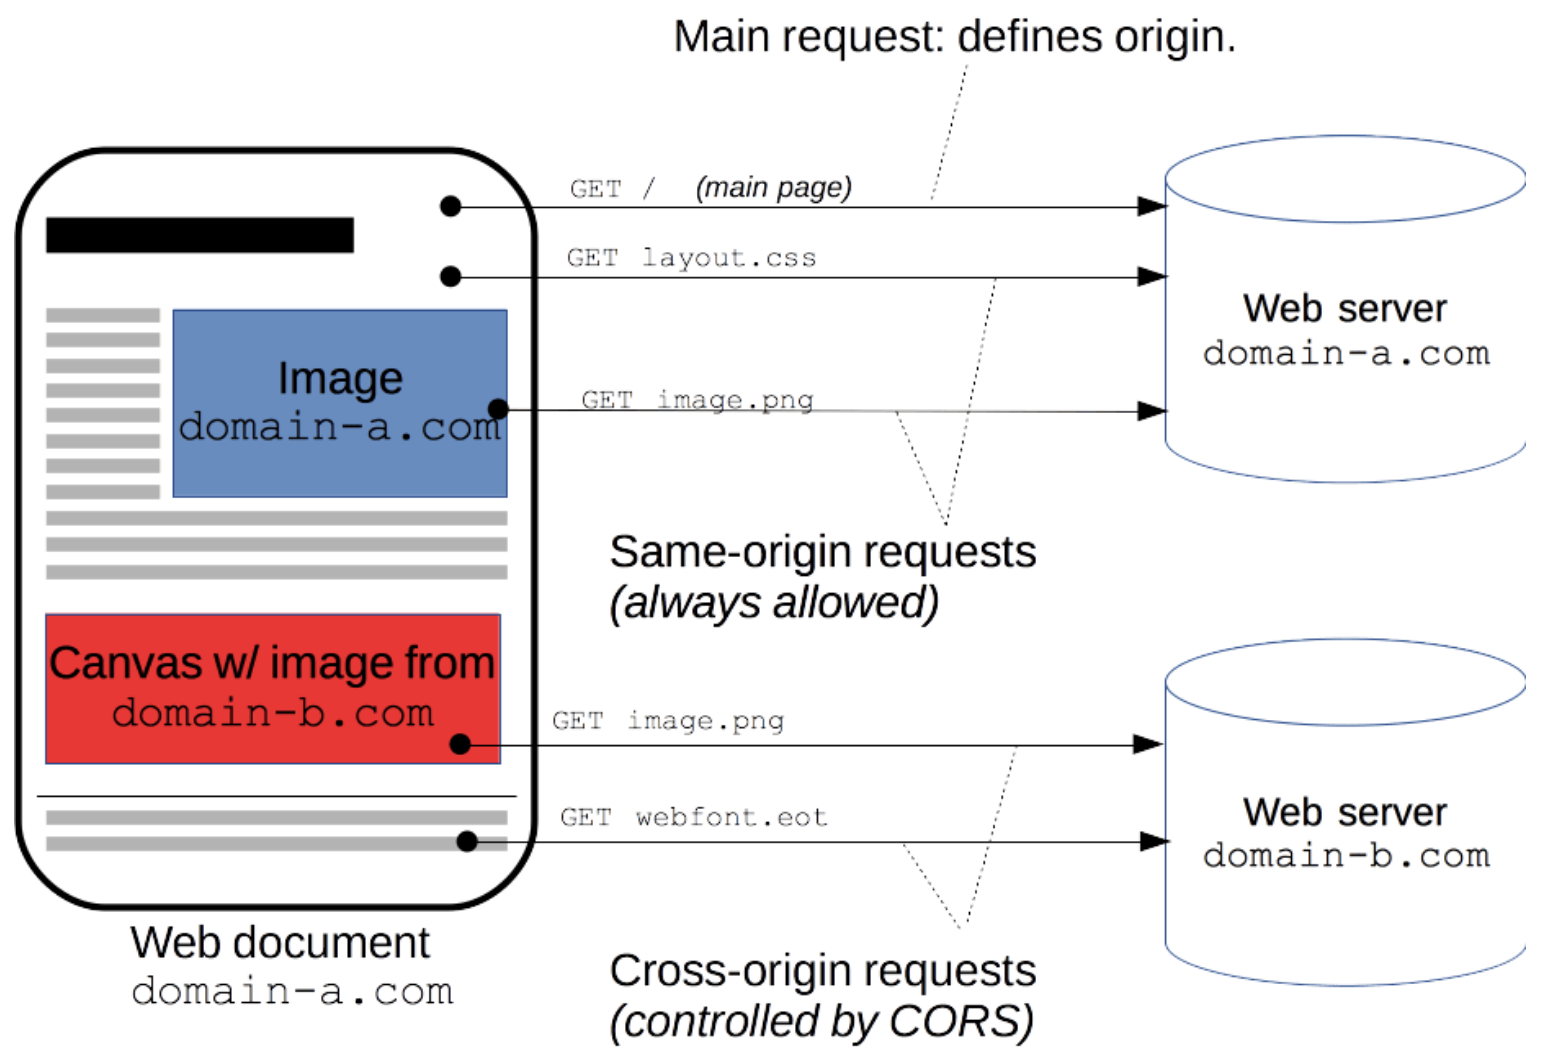 Main request: defines origin.
GET / (main page)
GET layout.css
Image
domain-a.com
GET image.png
Web server
domain-a.com
Same-origin requests
(always allowed)
Canvas w/ image from
domain-b.com
GET image.png
GET webfont.eot
Web server
domain-b.com
Web document
domain-a.com
Cross-origin requests
(controlled by CORS)